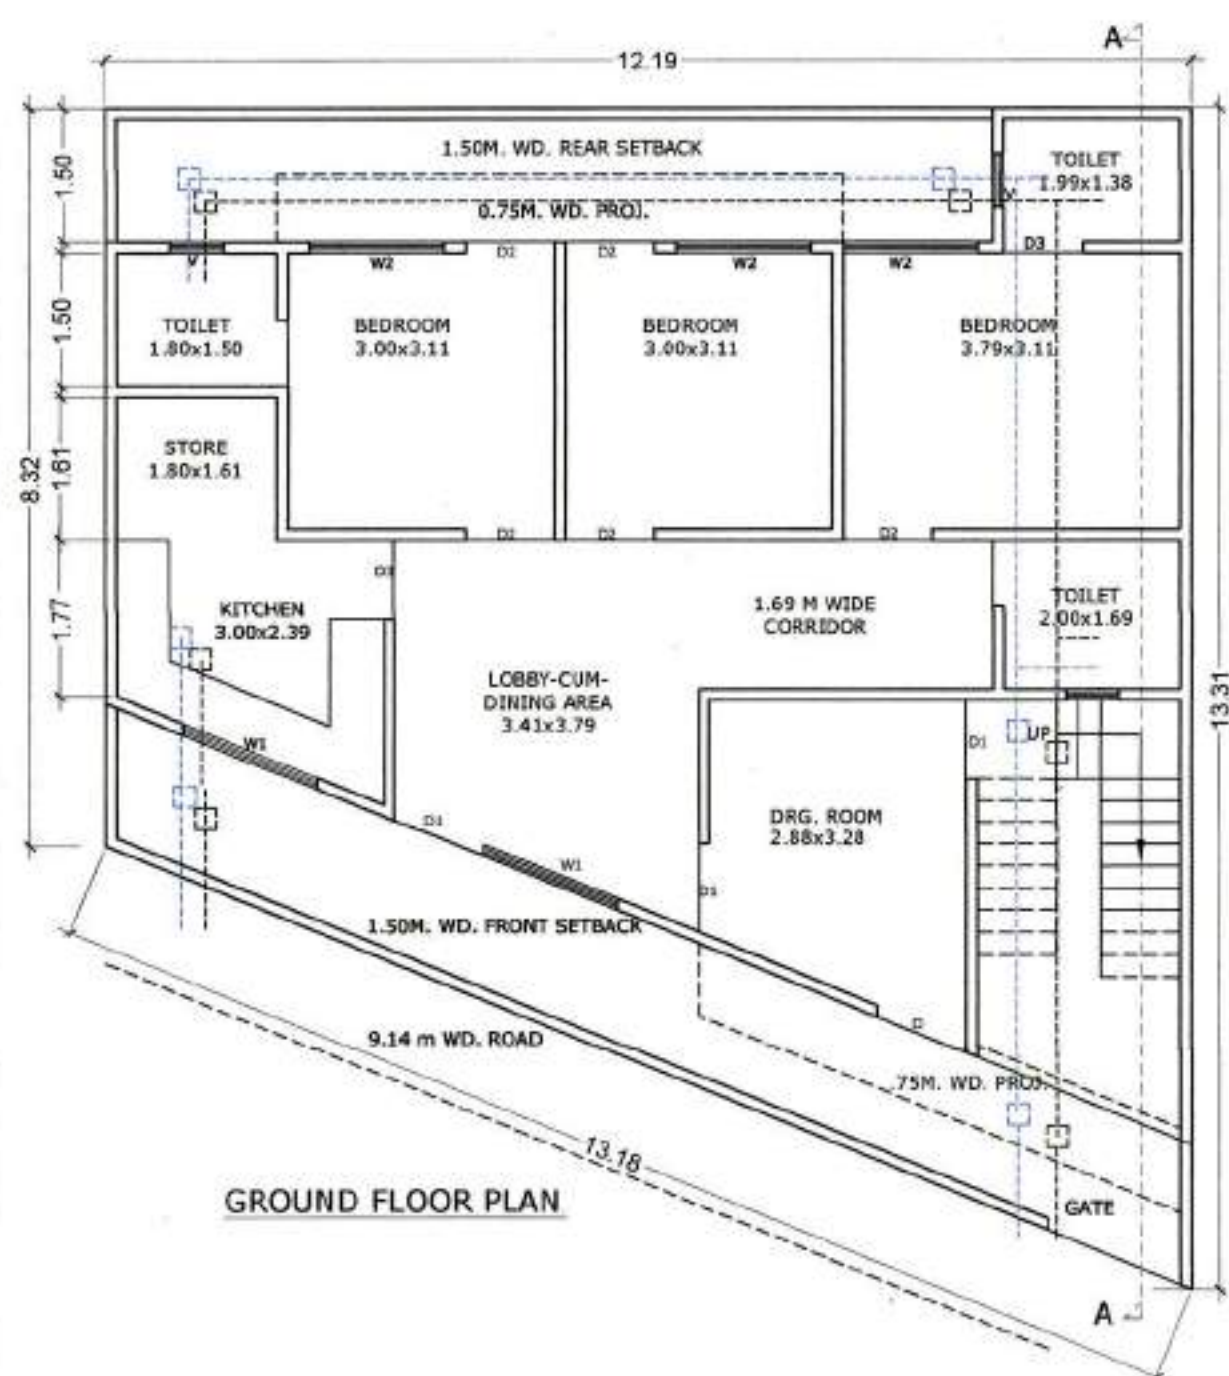 A
12.19
1.50M. WD. REAR SETBACK
TOILET
1.99x1.38
1.50
0.75M. WD. PROJ.
V
D3
V
W2
D2
D2
W2
W2
1.50
TOILET
1.80x1.50
BEDROOM
3.00x3.11
BEDROOM
3.00x3.11
BEDROOM
3.79x3.11
8.32
1.61
STORE
1.80x1.61
D2
D2
D2
D3
1.77
KITCHEN
3.00x2.39
1.69 M WIDE
CORRIDOR
TOILET
2.00x1.69
LOBBY-CUM-
DINING AREA
3.41x3.79
13.31
W1
D1
UP
D1
DRG. ROOM
2.88x3.28
W1
D1
1.50M. WD. FRONT SETBACK
D
9.14 m WD. ROAD
.75M. WD. PROJ.
13.18
GROUND FLOOR PLAN
GATE
A